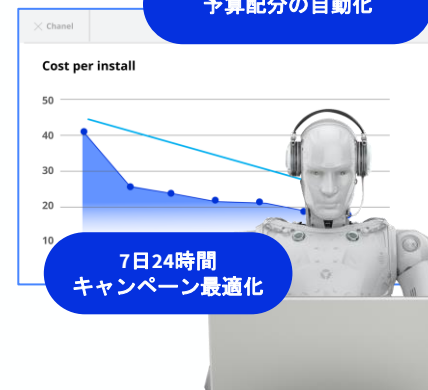 予算配分の自動化
Chanel
Cost per install
50
40
30
20
10
7日24時間
キャンペーン最適化